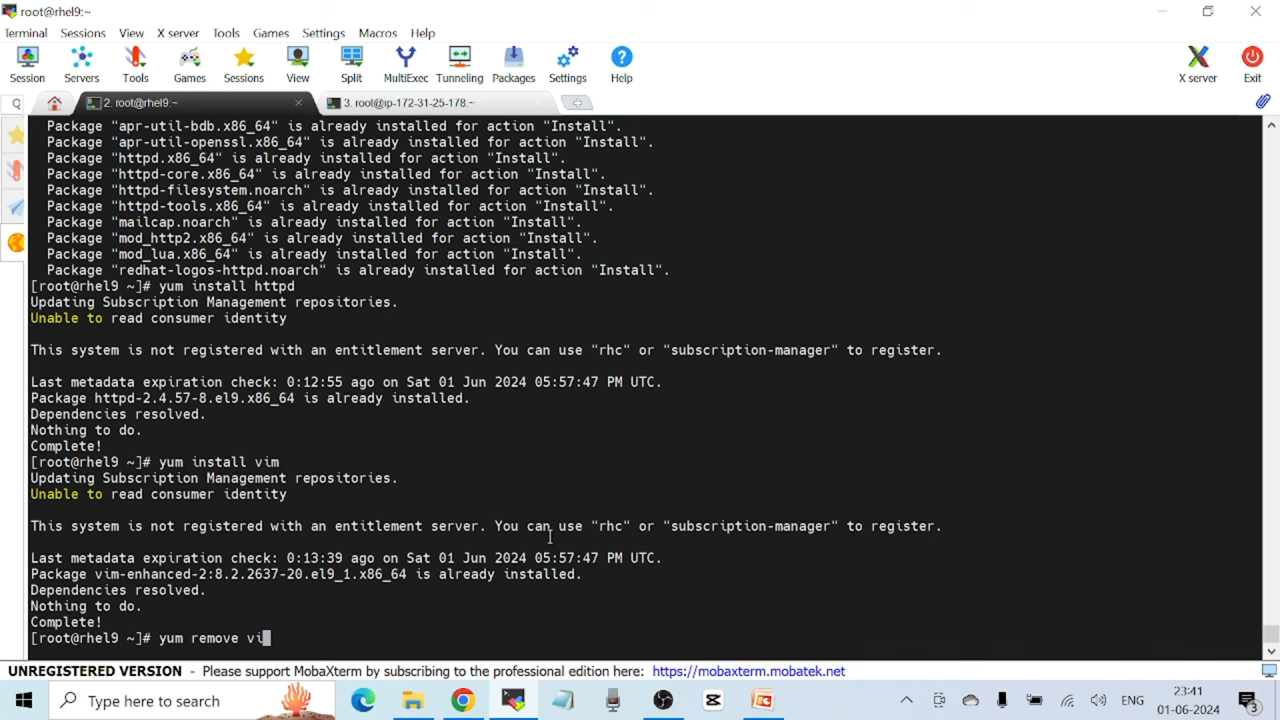 root@rhel9:~
Terminal Sessions View X server Tools Games Settings Macros Help
Session Servers Tools Games Sessions View Split MultiExec Tunneling Packages Settings Help X server Exit
2. root@rhel9:~ 3. root@ip-172-31-25-178:~
Package "apr-util-bdb.x86_64" is already installed for action "Install".
Package "apr-util-openssl.x86_64" is already installed for action "Install".
Package "httpd.x86_64" is already installed for action "Install".
Package "httpd-core.x86_64" is already installed for action "Install".
Package "httpd-filesystem.noarch" is already installed for action "Install".
Package "httpd-tools.x86_64" is already installed for action "Install".
Package "mailcap.noarch" is already installed for action "Install".
Package "mod_http2.x86_64" is already installed for action "Install".
Package "mod_lua.x86_64" is already installed for action "Install".
Package "redhat-logos-httpd.noarch" is already installed for action "Install".
[root@rhel9 ~]# yum install httpd
Updating Subscription Management repositories.
Unable to read consumer identity
This system is not registered with an entitlement server. You can use "rhc" or "subscription-manager" to register.
Last metadata expiration check: 0:12:55 ago on Sat 01 Jun 2024 05:57:47 PM UTC.
Package httpd-2.4.57-8.el9.x86_64 is already installed.
Dependencies resolved.
Nothing to do.
Complete!
[root@rhel9 ~]# yum install vim
Updating Subscription Management repositories.
Unable to read consumer identity
This system is not registered with an entitlement server. You can use "rhc" or "subscription-manager" to register.
Last metadata expiration check: 0:13:39 ago on Sat 01 Jun 2024 05:57:47 PM UTC.
Package vim-enhanced-2:8.2.2637-20.el9_1.x86_64 is already installed.
Dependencies resolved.
Nothing to do.
Complete!
[root@rhel9 ~]# yum remove vi
UNREGISTERED VERSION - Please support MobaXterm by subscribing to the professional edition here: https://mobaxterm.mobatek.net
Type here to search
ENG
23:41
01-06-2024
3